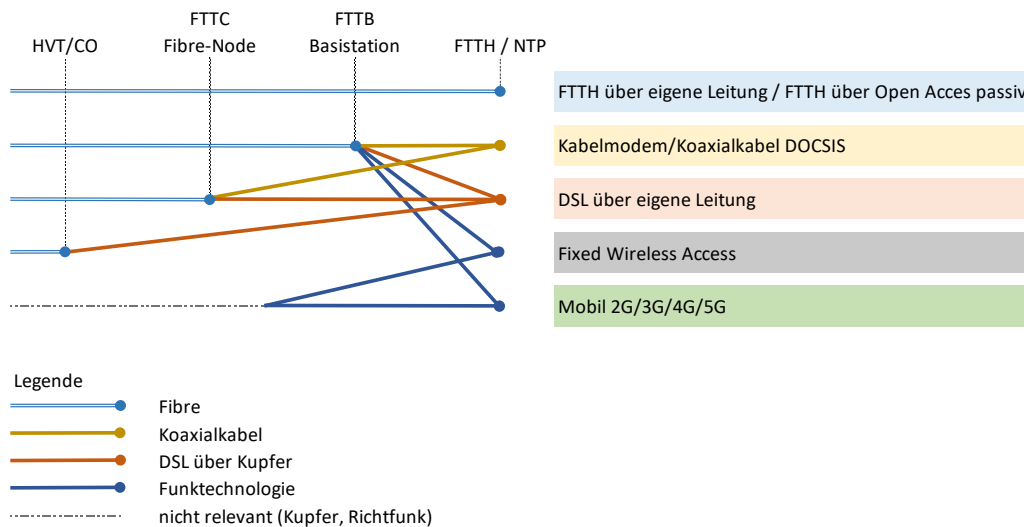 FTTC
FTTB
HVT/CO
Fibre-Node
Basistation
FTTH / NTP
FTTH über eigene Leitung / FTTH über Open Acces passiv
Kabelmodem/Koaxialkabel DOCSIS
DSL über eigene Leitung
Fixed Wireless Access
Mobil 2G/3G/4G/5G
Legende
Fibre
Koaxialkabel
DSL über Kupfer
Funktechnologie
nicht relevant (Kupfer, Richtfunk)